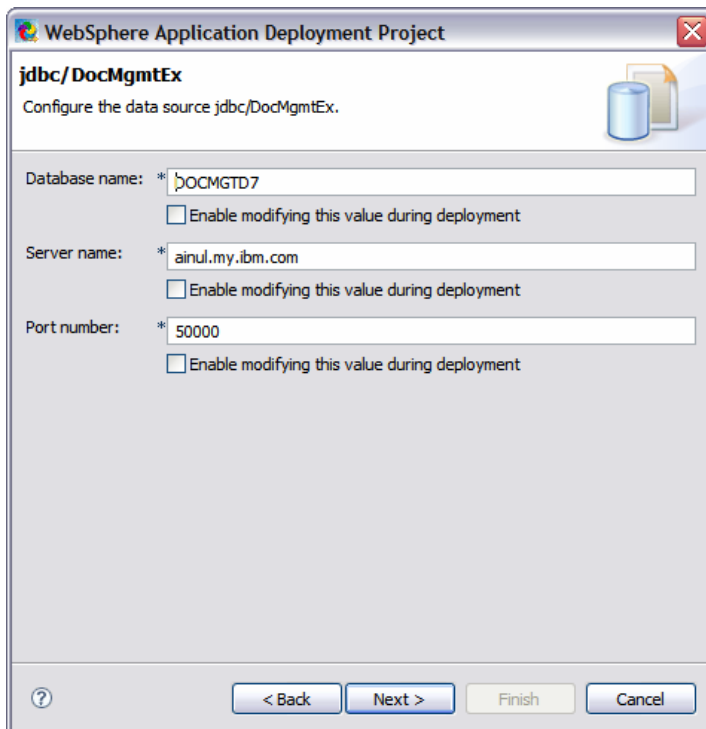 WebSphere Application Deployment Project
jdbc/DocMgmtEx
Configure the data source jdbc/DocMgmtEx.
Database name: * DOCMGTD7
Enable modifying this value during deployment
Server name: * ainul.my.ibm.com
Enable modifying this value during deployment
Port number: * 50000
Enable modifying this value during deployment
? < Back Next > Finish Cancel